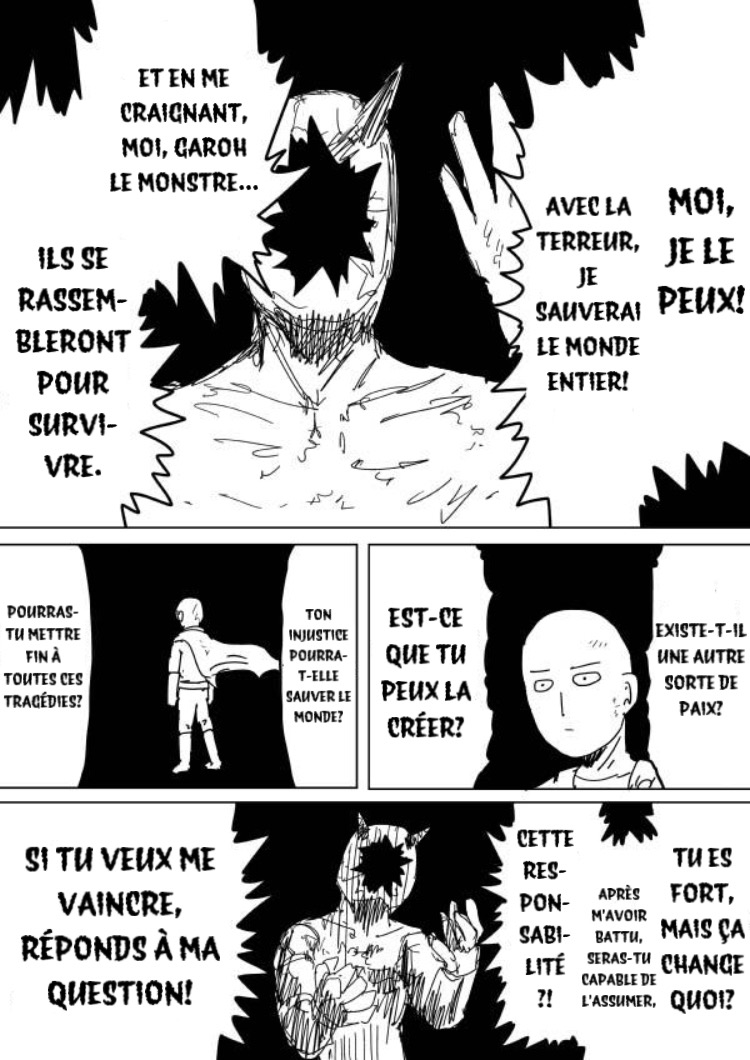 MOI,
JE LE
PEUX!
AVEC LA
TERREUR,
JE
SAUVERAI
LE MONDE
ENTIER!
ET EN ME
CRAIGNANT,
MOI, GAROH
LE MONSTRE...
ILS SE
RASSEM-
BLERONT
POUR
SURVI-
VRE.
EXISTE-T-IL
UNE AUTRE
SORTE DE
PAIX?
EST-CE
QUE TU
PEUX LA
CRÉER?
TON
INJUSTICE
POURRA-
T-ELLE
SAUVER LE
MONDE?
POURRAS-
TU METTRE
FIN À
TOUTES CES
TRAGÉDIES?
TU ES
FORT,
MAIS ÇA
CHANGE
QUOI?
APRÈS
M'AVOIR
BATTU,
SERAS-TU
CAPABLE DE
L'ASSUMER,
CETTE
RES-
PON-
SABI-
LITÉ
?!
SI TU VEUX ME
VAINCRE,
RÉPONDS À MA
QUESTION!